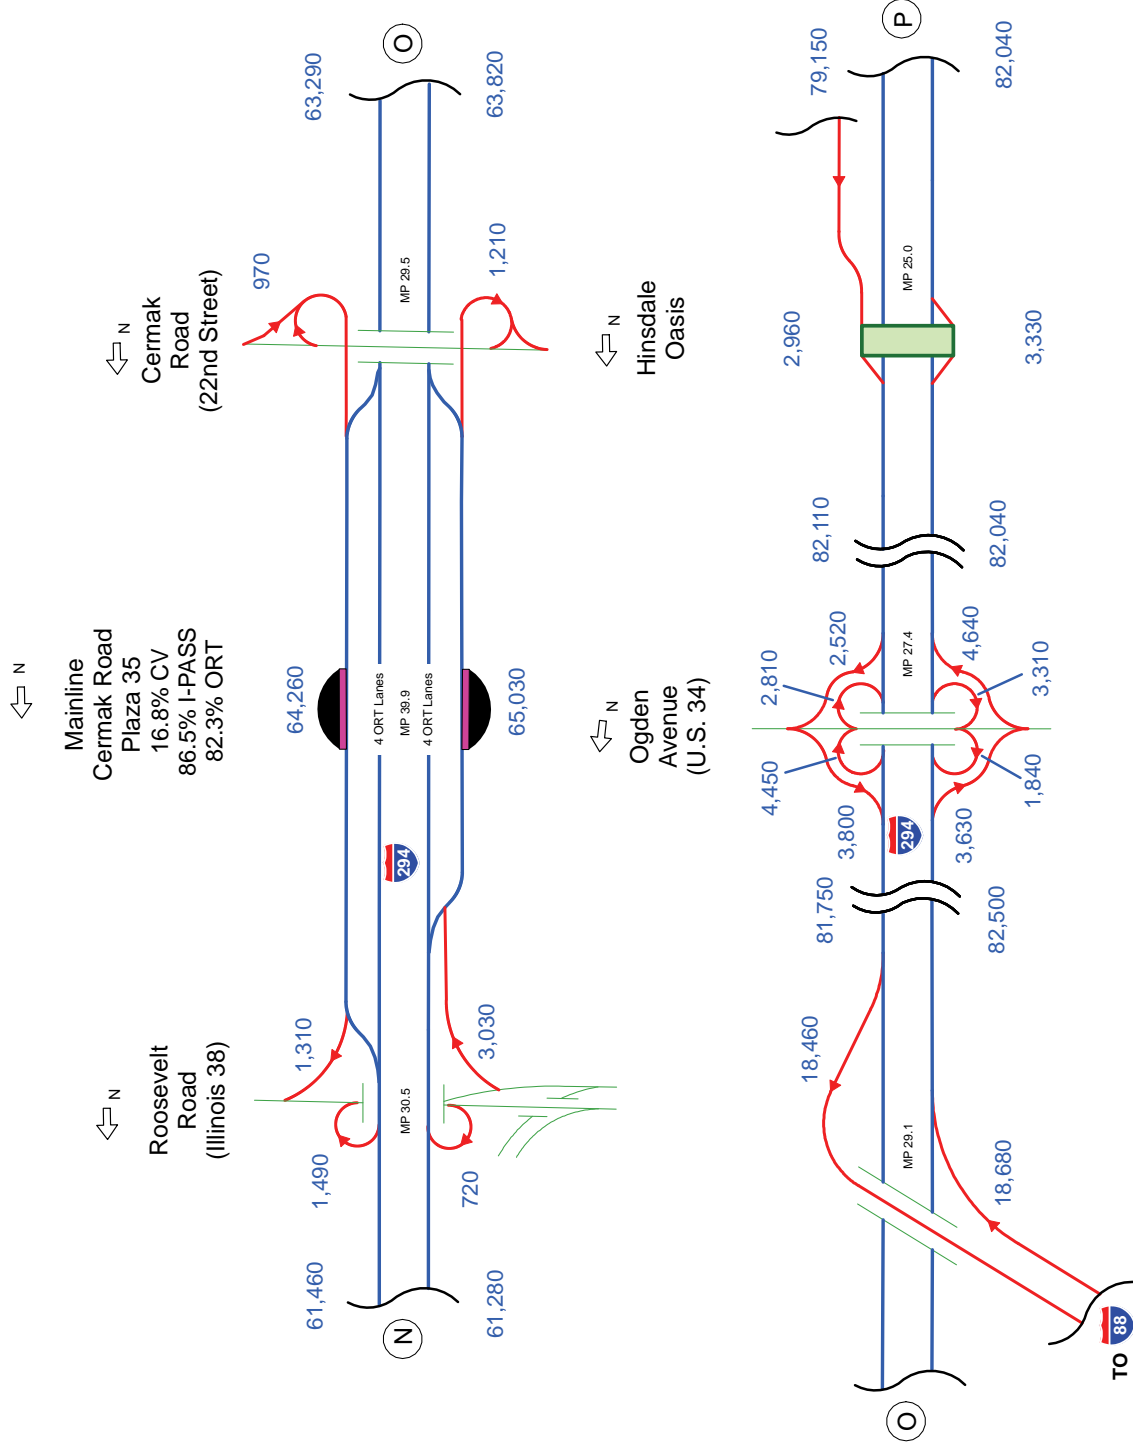 N
Mainline
Cermak Road
Plaza 35
16.8% CV
86.5% I-PASS
82.3% ORT
N
Roosevelt
Road
(Illinois 38)
N
Cermak
Road
(22nd Street)
61,460
1,490
1,310
64,260
970
63,290
N
MP 30.5
294
4 ORT Lanes
MP 39.9
4 ORT Lanes
MP 29.5
O
61,280
720
3,030
65,030
1,210
63,820
N
Ogden
Avenue
(U.S. 34)
N
Hinsdale
Oasis
18,460
81,750
3,800
4,450
2,810
2,520
82,110
2,960
79,150
O
MP 29.1
294
MP 27.4
MP 25.0
P
TO 88
18,680
82,500
3,630
1,840
3,310
4,640
82,040
3,330
82,040